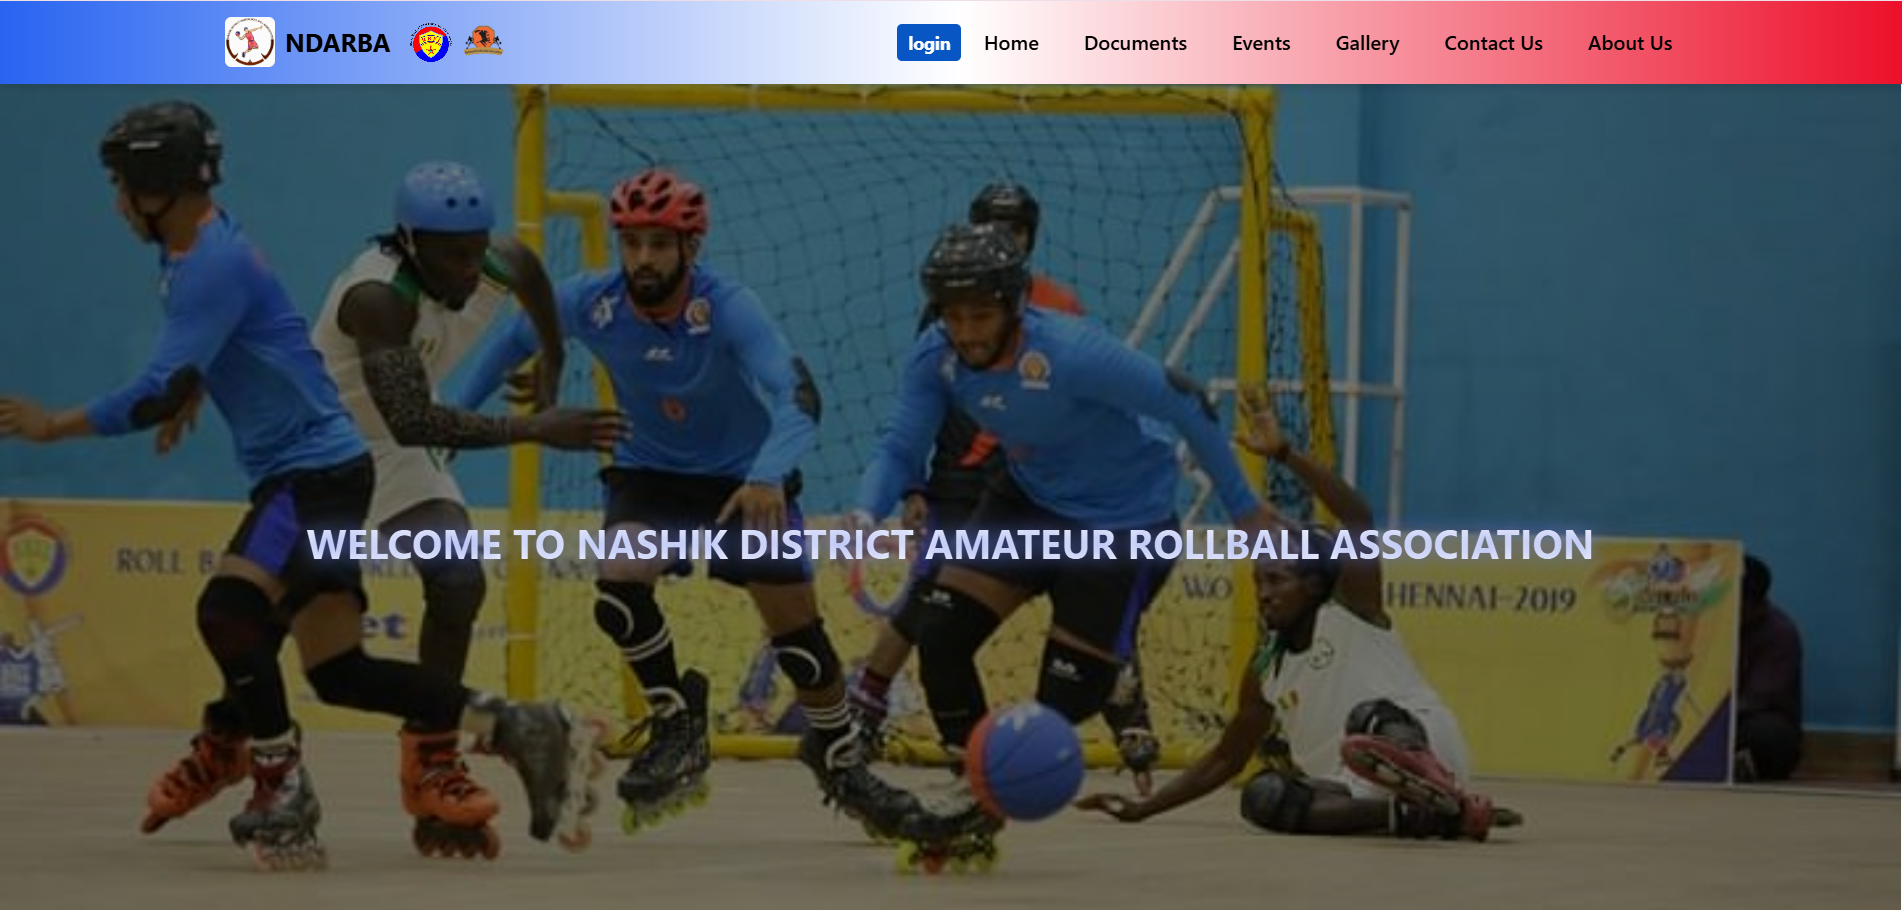 NDARBA
login
Home
Documents
Events
Gallery
Contact Us
About Us
WELCOME TO NASHIK DISTRICT AMATEUR ROLLBALL ASSOCIATION
ROLL
HENNAI-2019